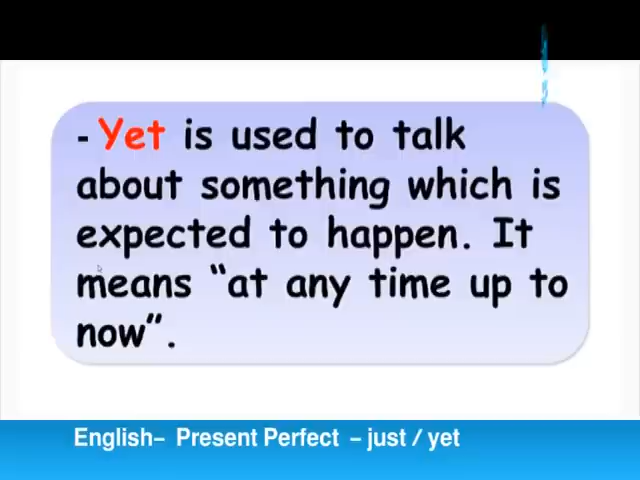 - Yet is used to talk
about something which is
expected to happen. It
means “at any time up to
now”.
English– Present Perfect – just / yet